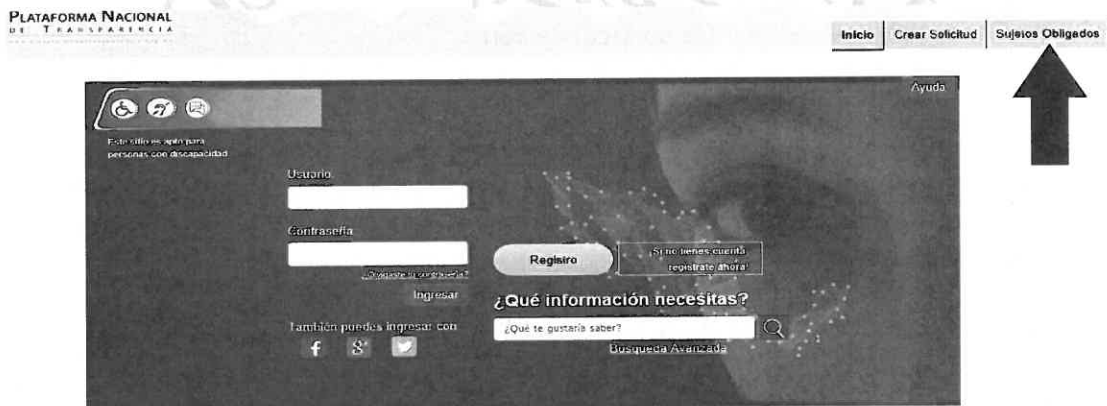 PLATAFORMA NACIONAL
DE TRANSPARENCIA
Inicio
Crear Solicitud
Sujetos Obligados
Ayuda
Este sitio es apto para
personas con discapacidad
Usuario
Contraseña
¿Olvidaste tu contraseña?
Ingresar
También puedes ingresar con
f g+
Registro
¡Si no tienes cuenta
regístrate ahora!
¿Qué información necesitas?
¿Qué te gustaría saber?
Búsqueda Avanzada